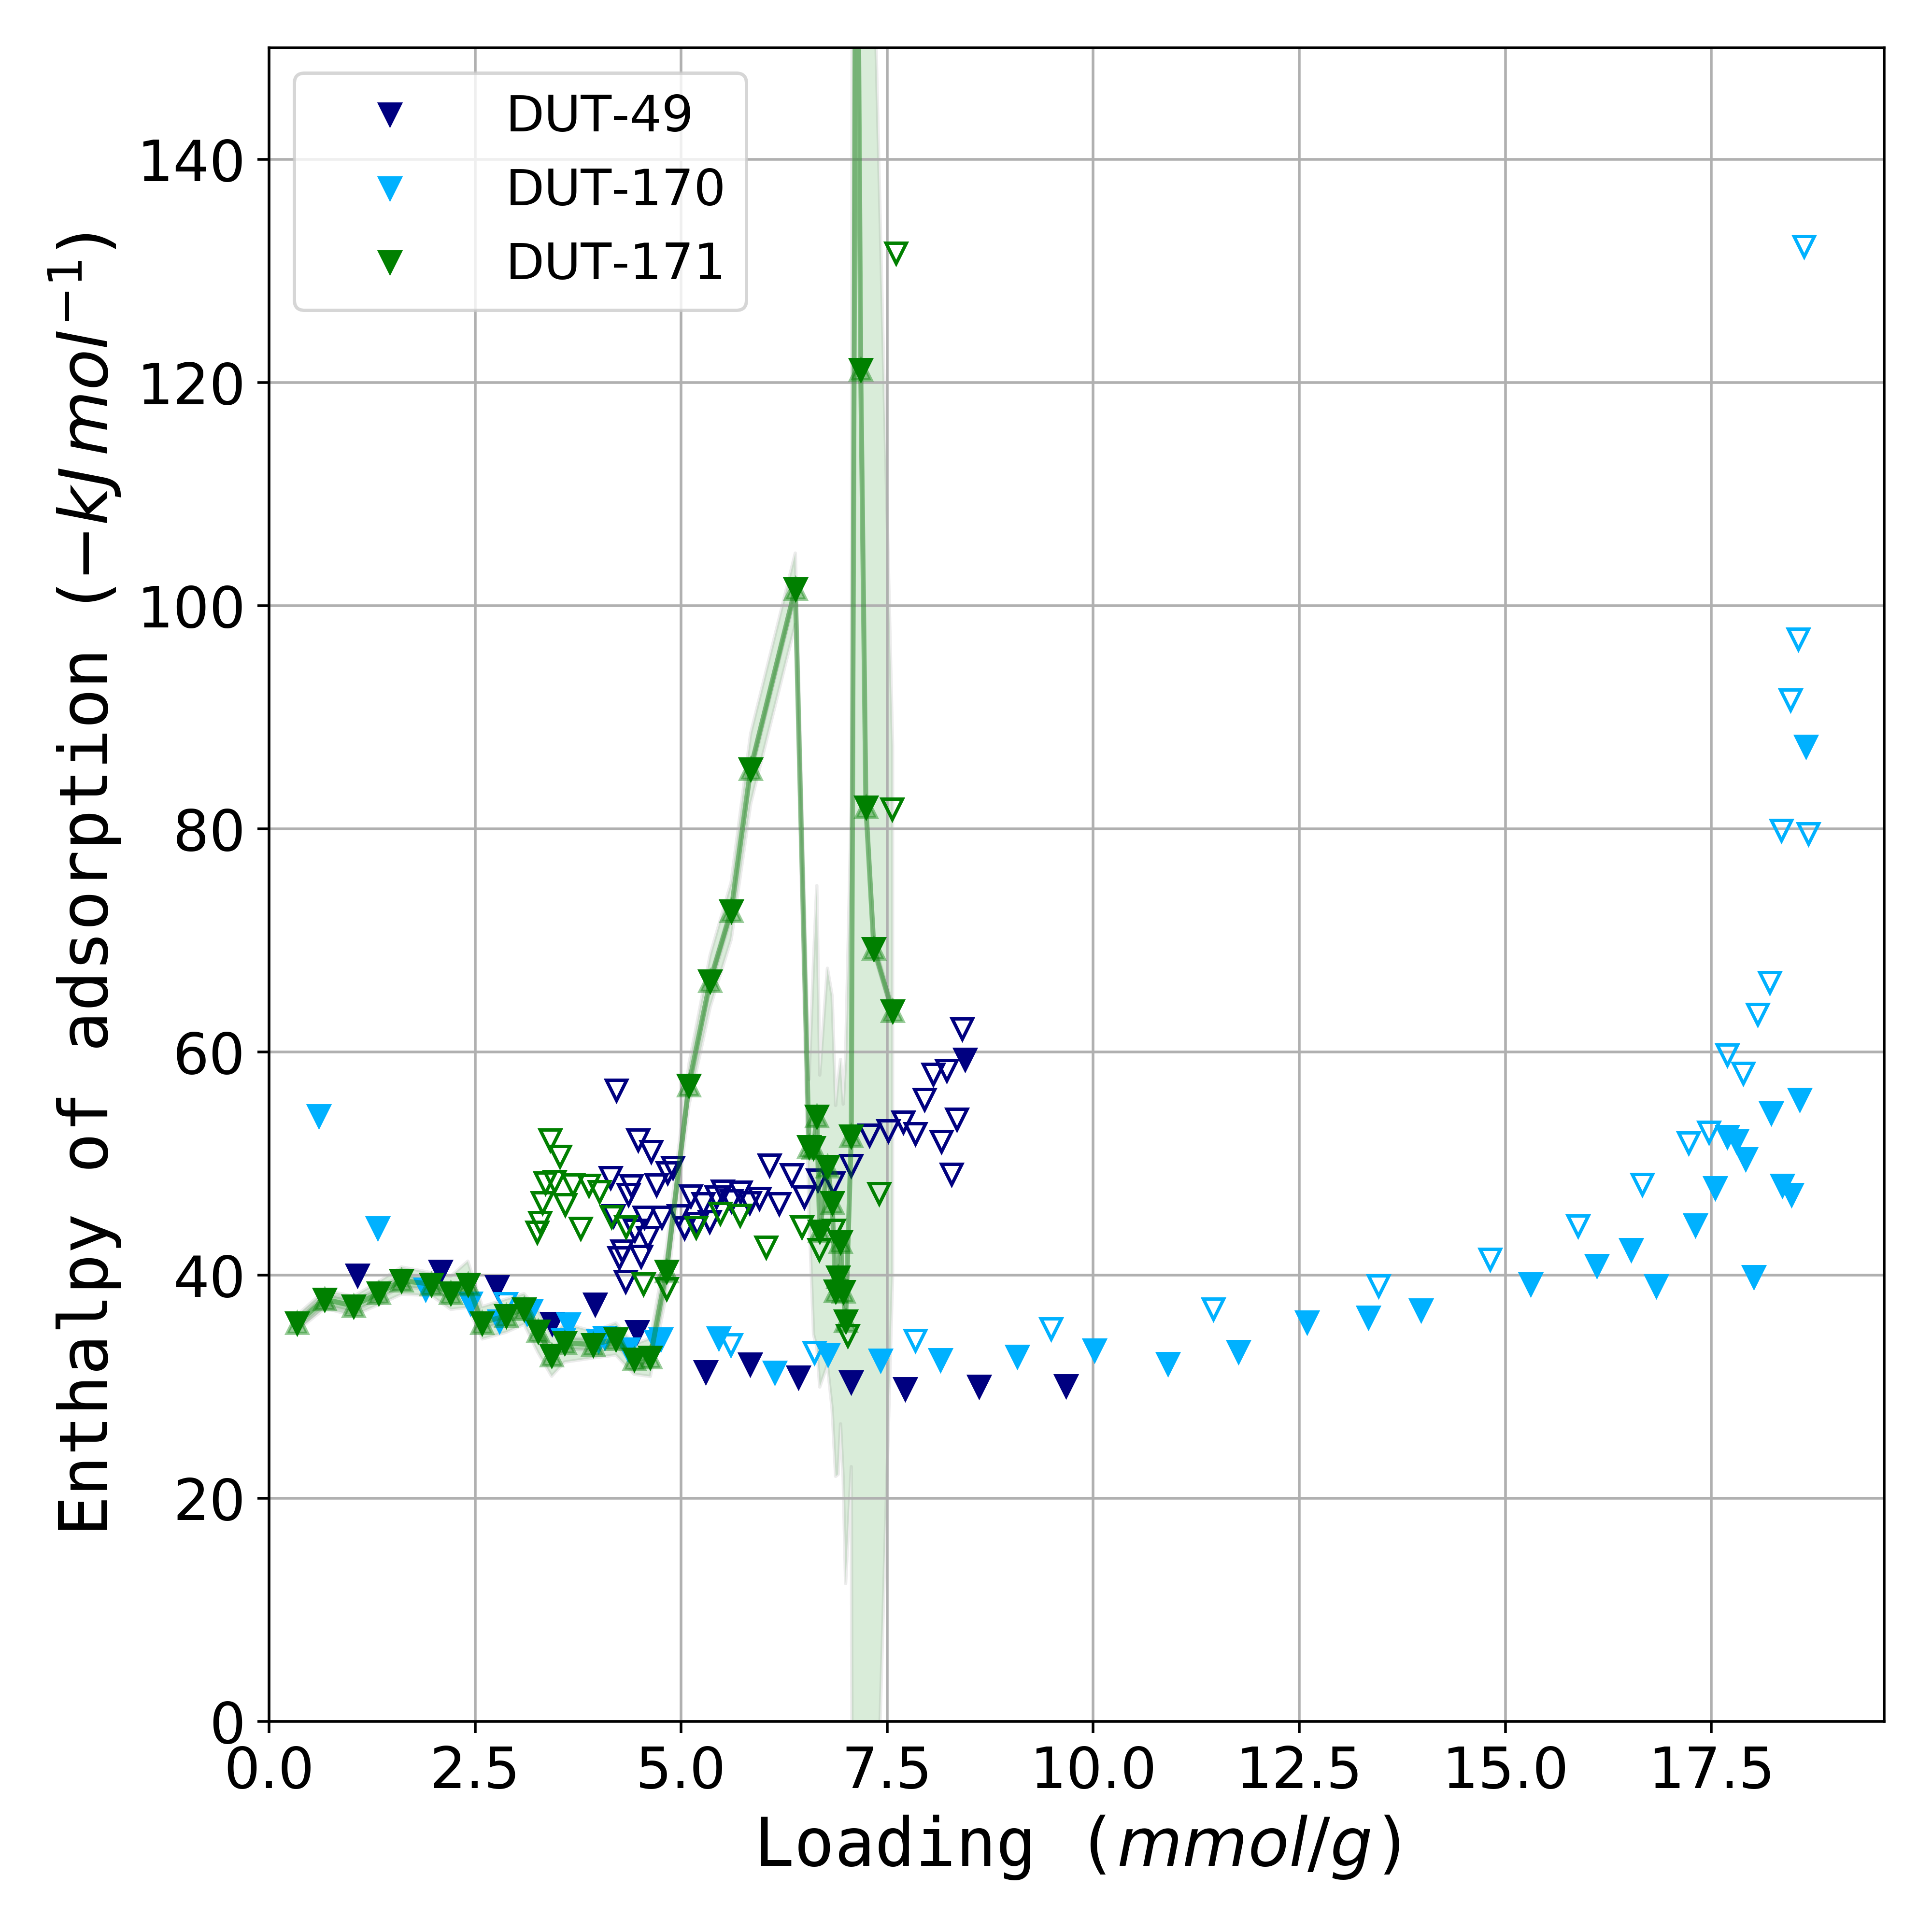 DUT-49
DUT-170
DUT-171
Enthalpy of adsorption (−kJ mol⁻¹)
140
120
100
80
60
40
20
0
0.0 2.5 5.0 7.5 10.0 12.5 15.0 17.5
Loading (mmol/g)